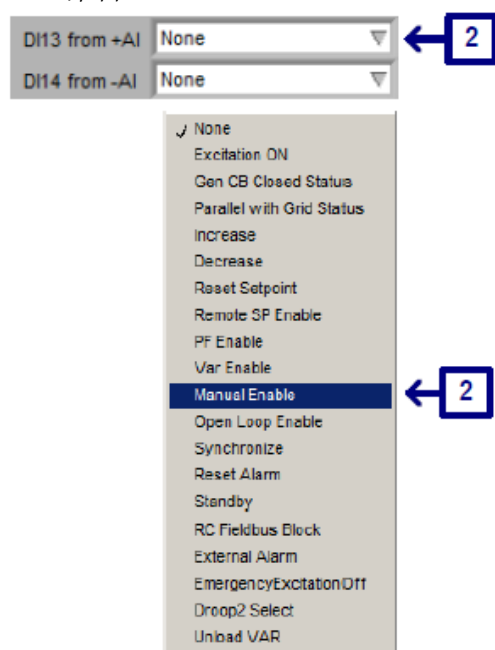 DI13 from +AI None 2
DI14 from -AI None
✓ None
Excitation ON
Gen CB Closed Status
Parallel with Grid Status
Increase
Decrease
Reset Setpoint
Remote SP Enable
PF Enable
Var Enable
Manual Enable 2
Open Loop Enable
Synchronize
Reset Alarm
Standby
RC Fieldbus Block
External Alarm
EmergencyExcitationOff
Droop2 Select
Unload VAR